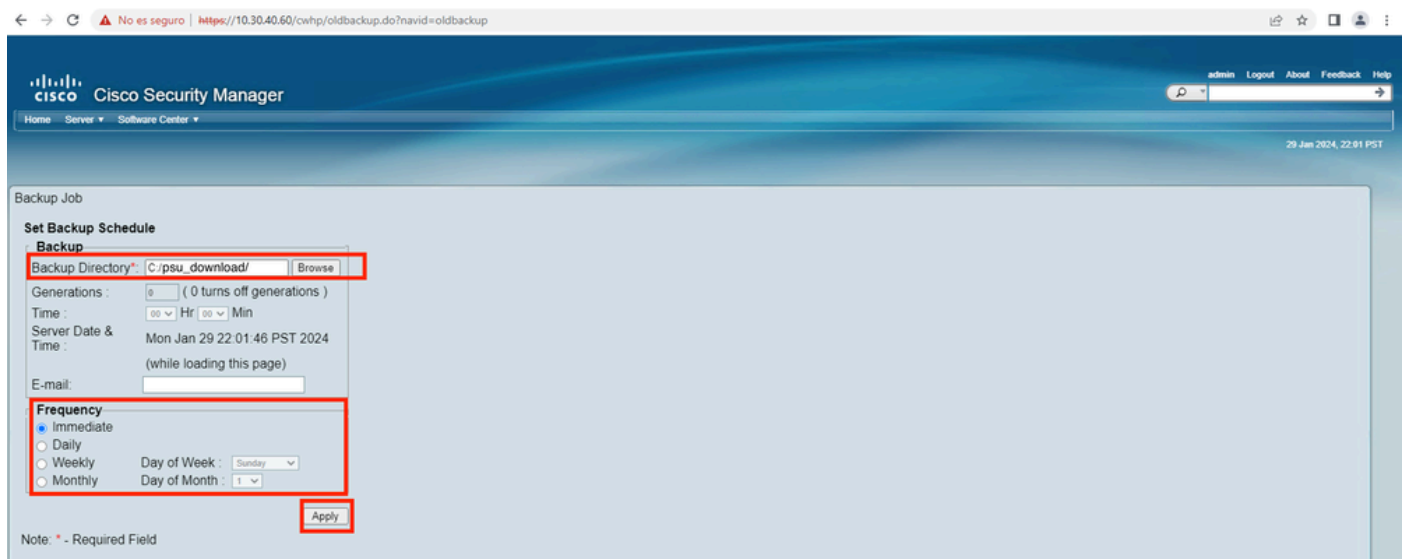 No es seguro | https://10.30.40.60/cwhp/oldbackup.do?navid=oldbackup
admin Logout About Feedback Help
cisco Cisco Security Manager
Home Server Software Center
29 Jan 2024, 22:01 PST
Backup Job
Set Backup Schedule
Backup
Backup Directory*: C:/psu_download/ Browse
Generations : 0 ( 0 turns off generations )
Time : 00 Hr 00 Min
Server Date & Time : Mon Jan 29 22:01:46 PST 2024
(while loading this page)
E-mail:
Frequency
Immediate
Daily
Weekly Day of Week : Sunday
Monthly Day of Month : 1
Apply
Note: * - Required Field